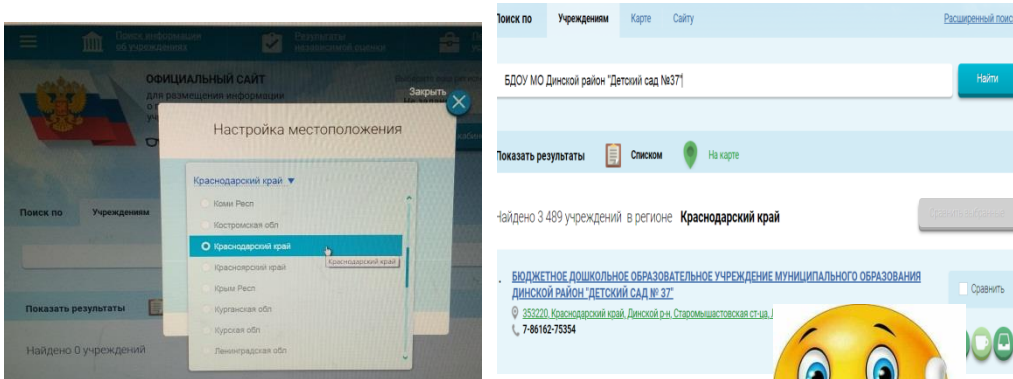 Поиск информации
об учреждениях
Результаты
независимой оценки
ОФИЦИАЛЬНЫЙ САЙТ
для размещения информации
Закрыть
Настройка местоположения
Краснодарский край
Коми Респ
Костромская обл
Краснодарский край
Краснодарский край
Красноярский край
Крым Респ
Курганская обл
Курская обл
Ленинградская обл
Поиск по
Учреждениям
Показать результаты
Найдено 0 учреждений
Поиск по Учреждениям Карте Сайту Расширенный поис
БДОУ МО Динской район "Детский сад №37"
Найти
Показать результаты Списком На карте
Найдено 3 489 учреждений в регионе Краснодарский край
Сравнить выбранные
БЮДЖЕТНОЕ ДОШКОЛЬНОЕ ОБРАЗОВАТЕЛЬНОЕ УЧРЕЖДЕНИЕ МУНИЦИПАЛЬНОГО ОБРАЗОВАНИЯ
ДИНСКОЙ РАЙОН "ДЕТСКИЙ САД № 37"
Сравнить
353220, Краснодарский край, Динской р-н, Старомышастовская ст-ца,
7-86162-75354